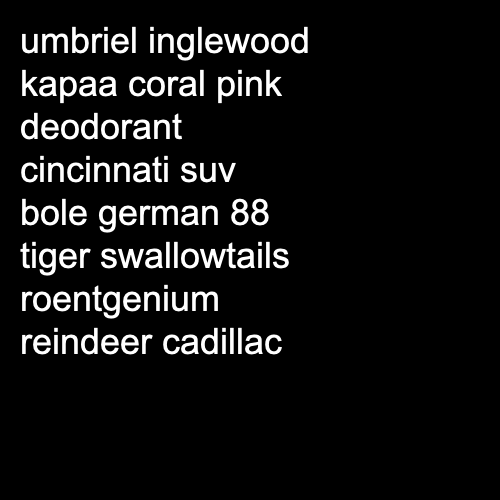 umbriel inglewood
kapaa coral pink
deodorant
cincinnati suv
bole german 88
tiger swallowtails
roentgenium
reindeer cadillac